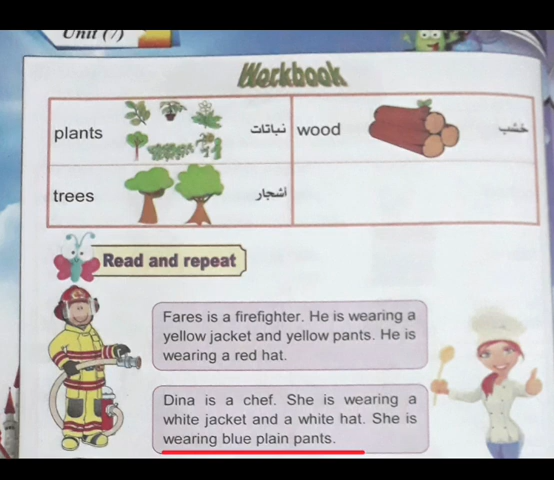 Unit (7)
Workbook
plants نباتات wood خشب
trees أشجار
Read and repeat
Fares is a firefighter. He is wearing a
yellow jacket and yellow pants. He is
wearing a red hat.
Dina is a chef. She is wearing a
white jacket and a white hat. She is
wearing blue plain pants.